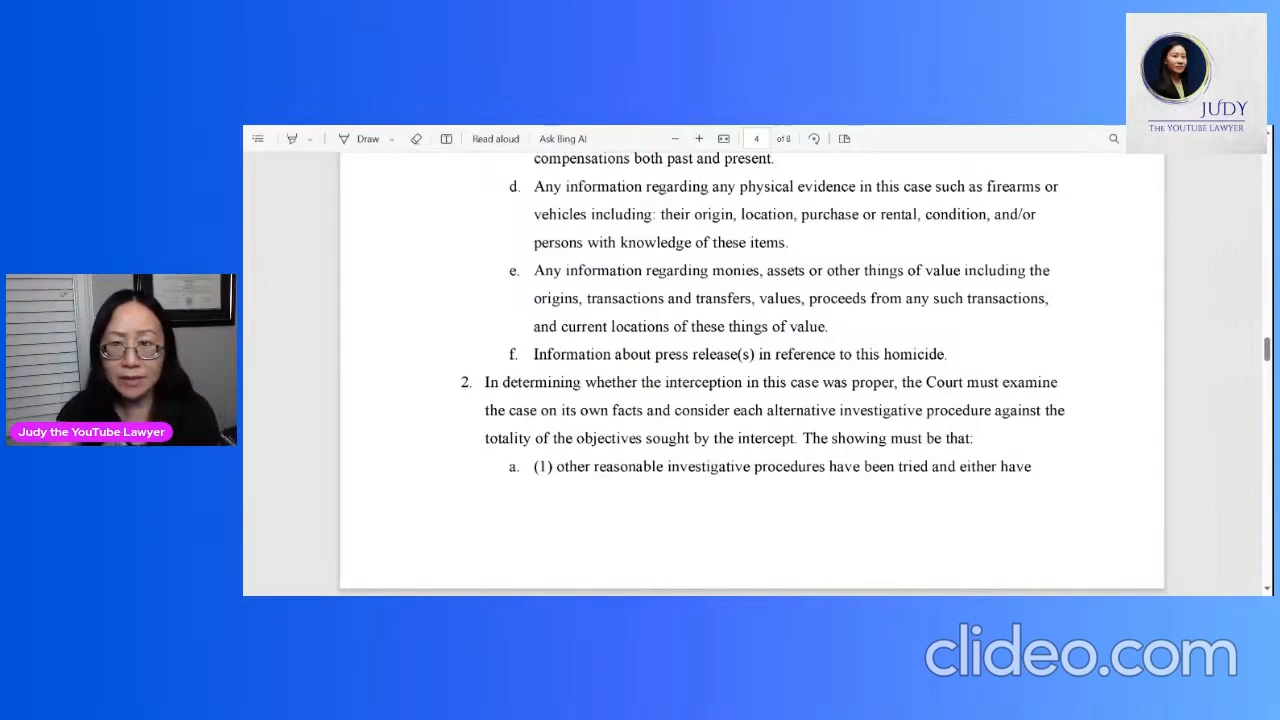 JUDY
THE YOUTUBE LAWYER
Draw
Read aloud
Ask Bing AI
4
of 8
compensations both past and present.
d. Any information regarding any physical evidence in this case such as firearms or
vehicles including: their origin, location, purchase or rental, condition, and/or
persons with knowledge of these items.
e. Any information regarding monies, assets or other things of value including the
origins, transactions and transfers, values, proceeds from any such transactions,
and current locations of these things of value.
f. Information about press release(s) in reference to this homicide.
2. In determining whether the interception in this case was proper, the Court must examine
the case on its own facts and consider each alternative investigative procedure against the
totality of the objectives sought by the intercept. The showing must be that:
a. (1) other reasonable investigative procedures have been tried and either have
Judy the YouTube Lawyer
clideo.com